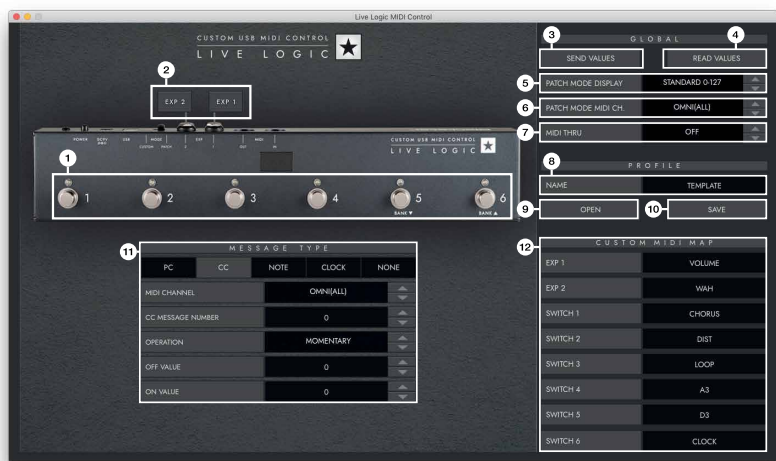 Live Logic MIDI Control
CUSTOM USB MIDI CONTROL
LIVE LOGIC
2
EXP 2 EXP 1
POWER DC9V USB MODE EXP MIDI
CUSTOM PATCH 2 1 OUT IN
CUSTOM USB MIDI CONTROL
LIVE LOGIC
1
1 2 3 4 5 6
BANK ▼ BANK ▲
11
MESSAGE TYPE
PC CC NOTE CLOCK NONE
MIDI CHANNEL OMNI(ALL)
CC MESSAGE NUMBER 0
OPERATION MOMENTARY
OFF VALUE 0
ON VALUE 0
3 4
GLOBAL
SEND VALUES READ VALUES
5 PATCH MODE DISPLAY STANDARD 0-127
6 PATCH MODE MIDI CH. OMNI(ALL)
7 MIDI THRU OFF
PROFILE
8
NAME TEMPLATE
9 OPEN 10 SAVE
12 CUSTOM MIDI MAP
EXP 1 VOLUME
EXP 2 WAH
SWITCH 1 CHORUS
SWITCH 2 DIST
SWITCH 3 LOOP
SWITCH 4 A3
SWITCH 5 D3
SWITCH 6 CLOCK